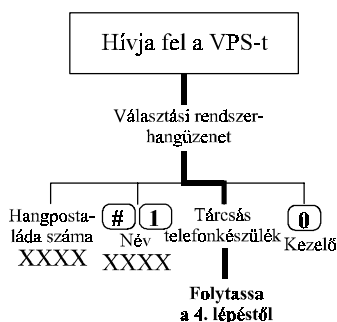 Hívja fel a VPS-t
Választási rendszer-
hangüzenet
Hangposta-
láda száma
XXXX
# 1
Név
XXXX
Tárcsás
telefonkészülék
0
Kezelő
Folytassa
a 4. lépéstől